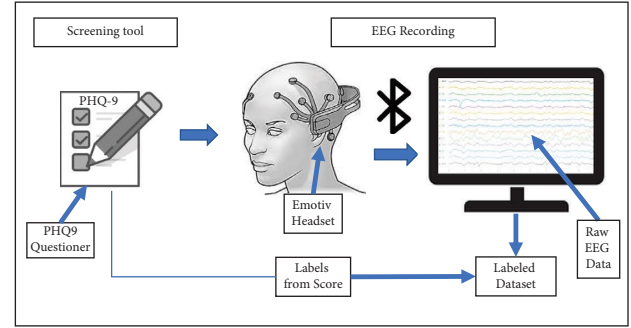 Screening tool
EEG Recording
PHQ-9
PHQ9
Questioner
Emotiv
Headset
Raw
EEG
Data
Labels
from Score
Labeled
Dataset